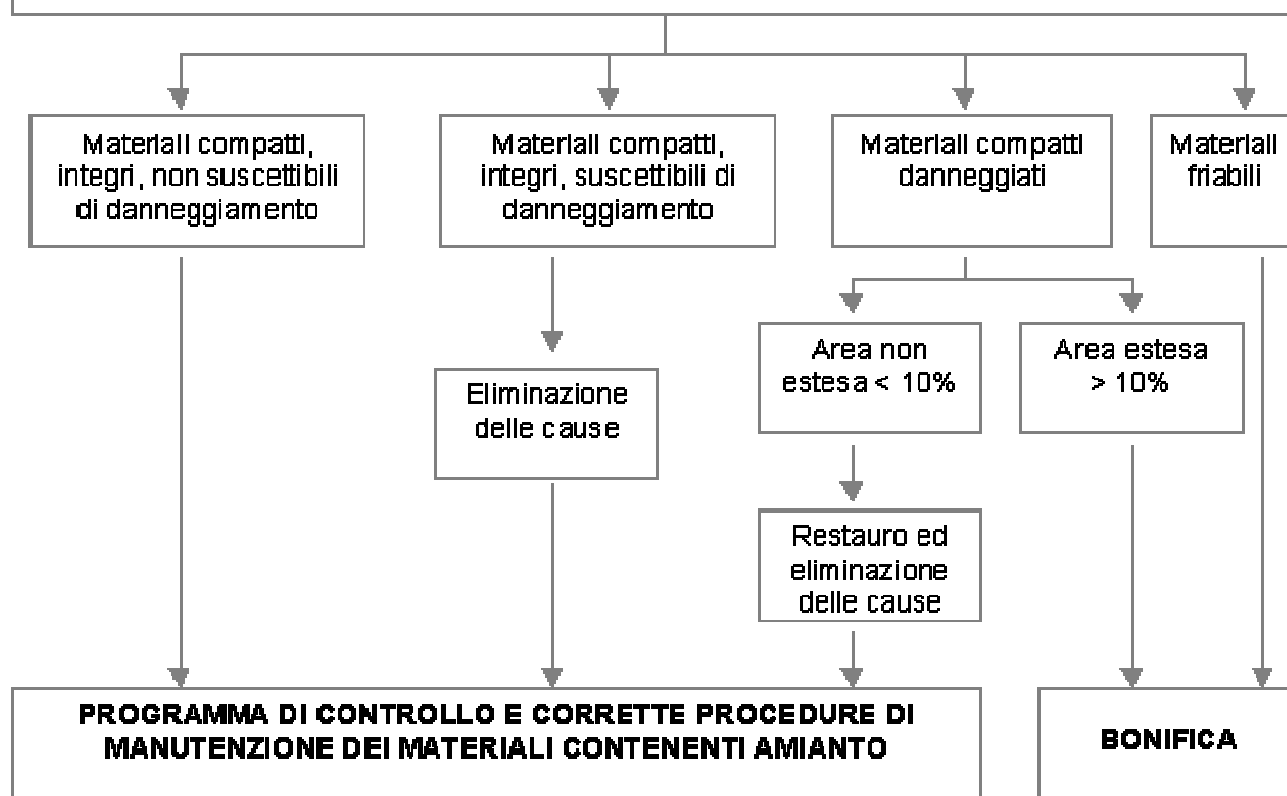 Materiali compatti,
integri, non suscettibili
di danneggiamento
Materiali compatti,
integri, suscettibili di
danneggiamento
Materiali compatti
danneggiati
Materiali
friabili
Area non
estesa < 10%
Area estesa
> 10%
Eliminazione
delle cause
Restauro ed
eliminazione
delle cause
PROGRAMMA DI CONTROLLO E CORRETTE PROCEDURE DI
MANUTENZIONE DEI MATERIALI CONTENENTI AMIANTO
BONIFICA